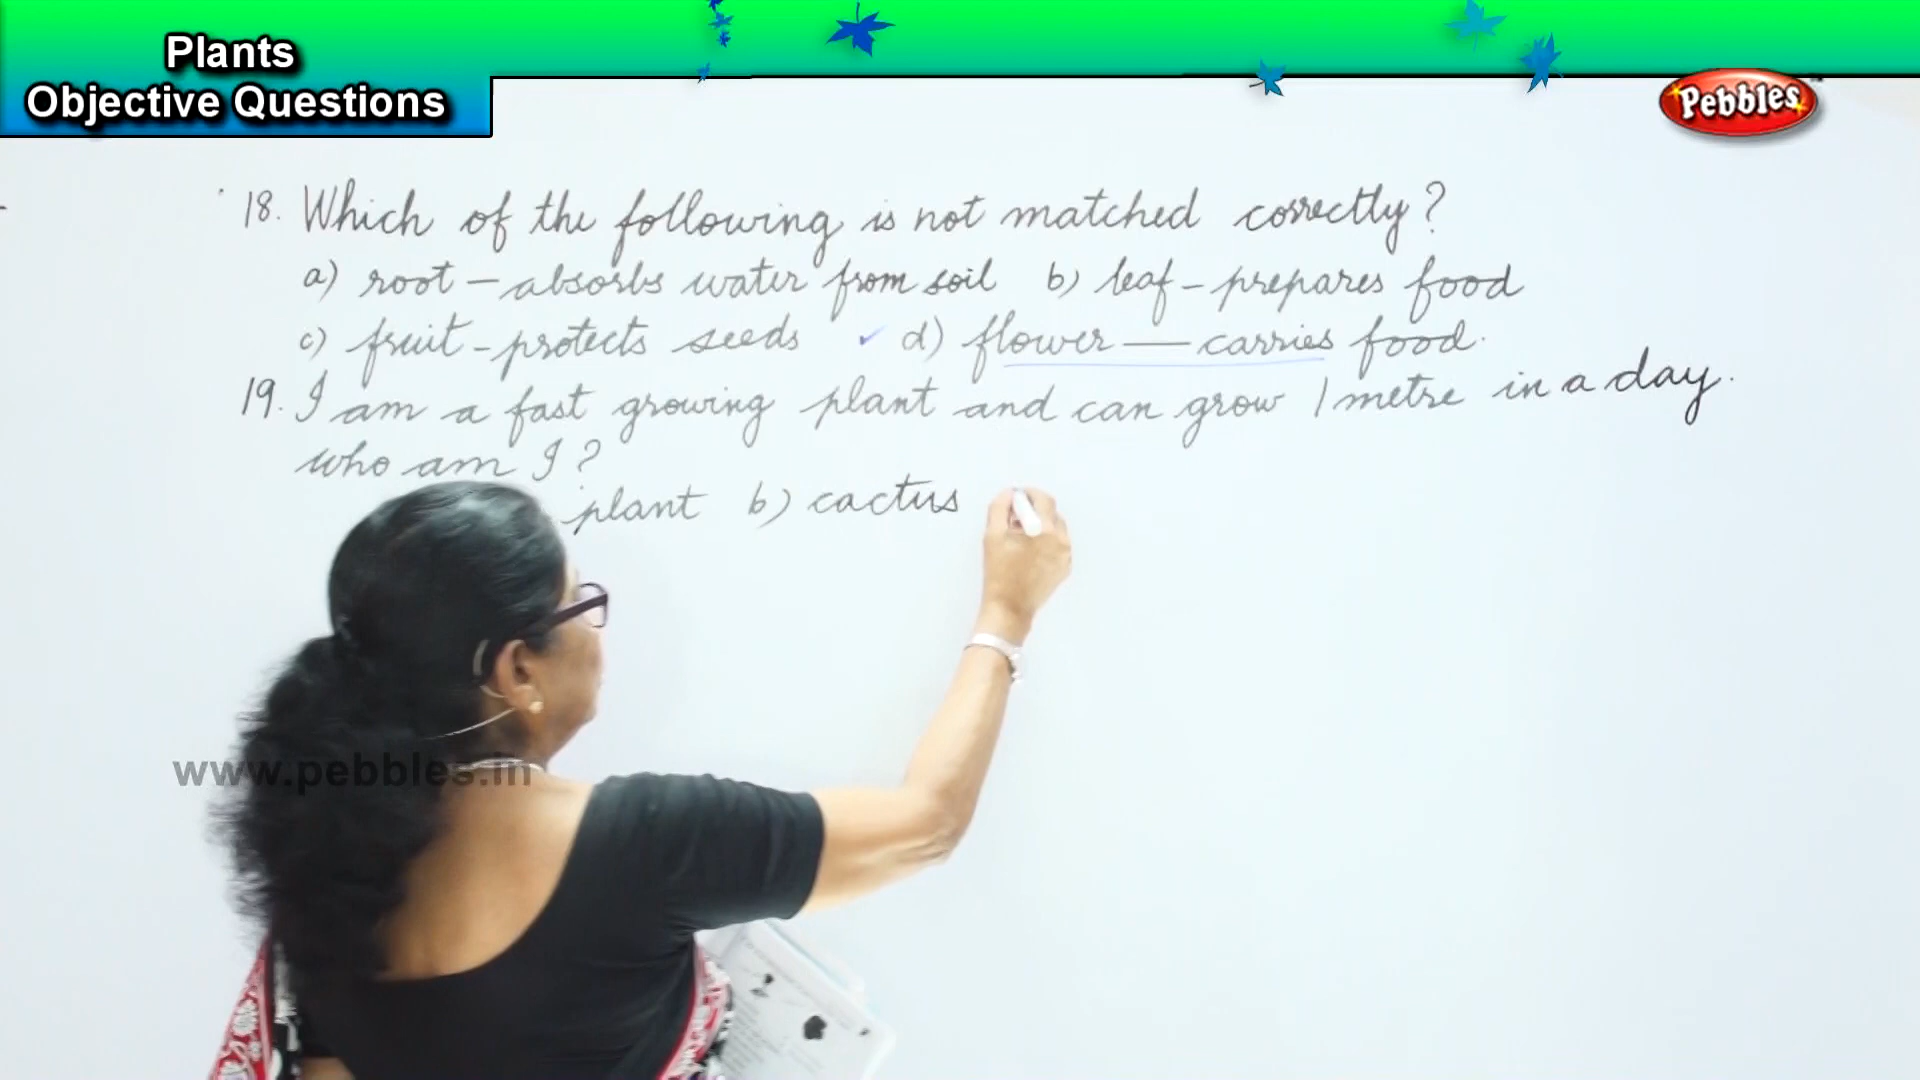 Plants
Objective Questions
Pebbles
18. Which of the following is not matched correctly?
a) root – absorbs water from soil b) leaf – prepares food
c) fruit – protects seeds ✓ d) flower — carries food.
19. I am a fast growing plant and can grow 1 metre in a day.
who am I?
plant b) cactus
www.pebbles.in